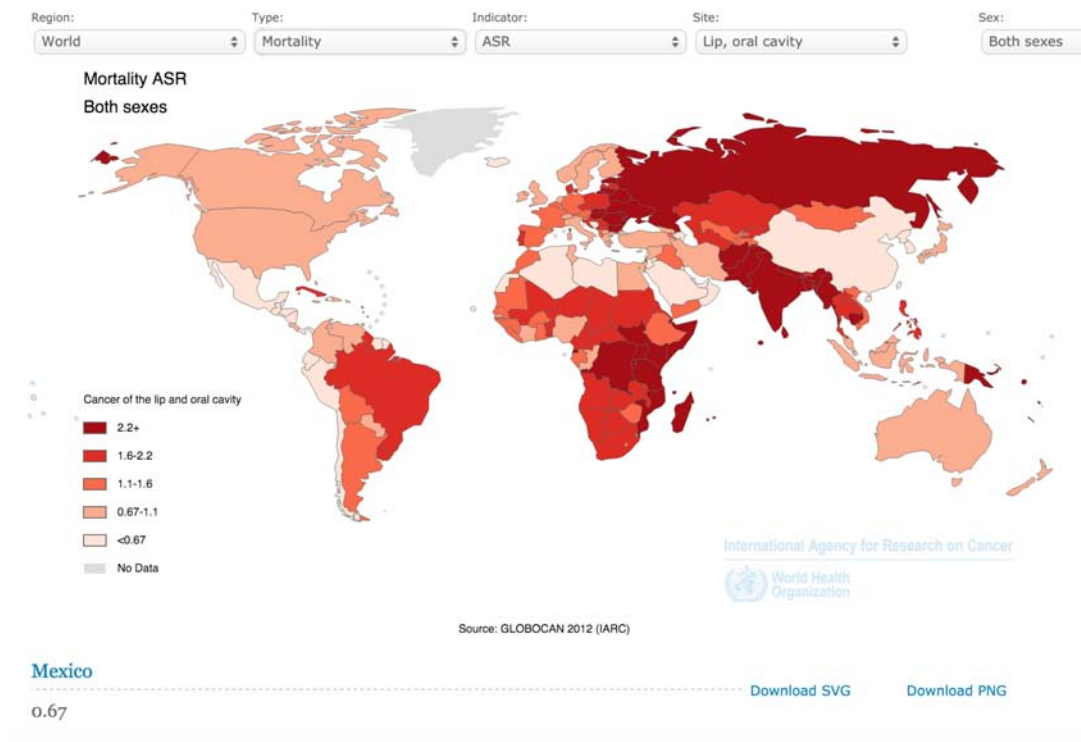 Region: Type: Indicator: Site: Sex:
World Mortality ASR Lip, oral cavity Both sexes
Mortality ASR
Both sexes
Cancer of the lip and oral cavity
2.2+
1.6-2.2
1.1-1.6
0.67-1.1
<0.67
No Data
International Agency for Research on Cancer
World Health
Organization
Source: GLOBOCAN 2012 (IARC)
Mexico
Download SVG Download PNG
0.67